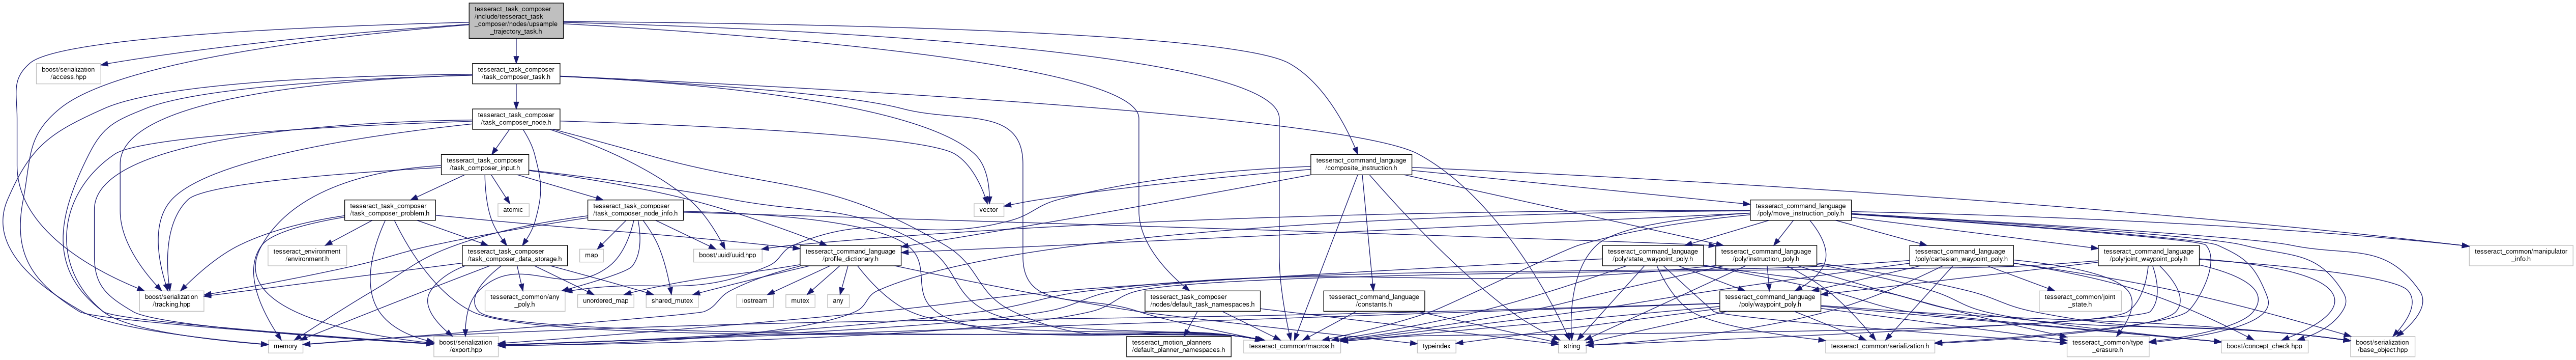 tesseract_task_composer
/include/tesseract_task
_composer/nodes/upsample
_trajectory_task.h
boost/serialization
/access.hpp
tesseract_task_composer
/task_composer_task.h
tesseract_task_composer
/task_composer_node.h
tesseract_task_composer
/task_composer_input.h
tesseract_command_language
/composite_instruction.h
tesseract_task_composer
/task_composer_problem.h
atomic
tesseract_task_composer
/task_composer_node_info.h
vector
tesseract_command_language
/poly/move_instruction_poly.h
tesseract_environment
/environment.h
tesseract_task_composer
/task_composer_data_storage.h
map
boost/uuid/uuid.hpp
tesseract_command_language
/profile_dictionary.h
tesseract_command_language
/poly/state_waypoint_poly.h
tesseract_command_language
/poly/instruction_poly.h
tesseract_command_language
/poly/cartesian_waypoint_poly.h
tesseract_command_language
/poly/joint_waypoint_poly.h
tesseract_common/manipulator
_info.h
boost/serialization
/tracking.hpp
tesseract_common/any
_poly.h
unordered_map
shared_mutex
iostream
mutex
any
tesseract_task_composer
/nodes/default_task_namespaces.h
tesseract_command_language
/constants.h
tesseract_command_language
/poly/waypoint_poly.h
tesseract_common/joint
_state.h
memory
boost/serialization
/export.hpp
tesseract_motion_planners
/default_planner_namespaces.h
tesseract_common/macros.h
typeindex
string
tesseract_common/serialization.h
tesseract_common/type
_erasure.h
boost/concept_check.hpp
boost/serialization
/base_object.hpp